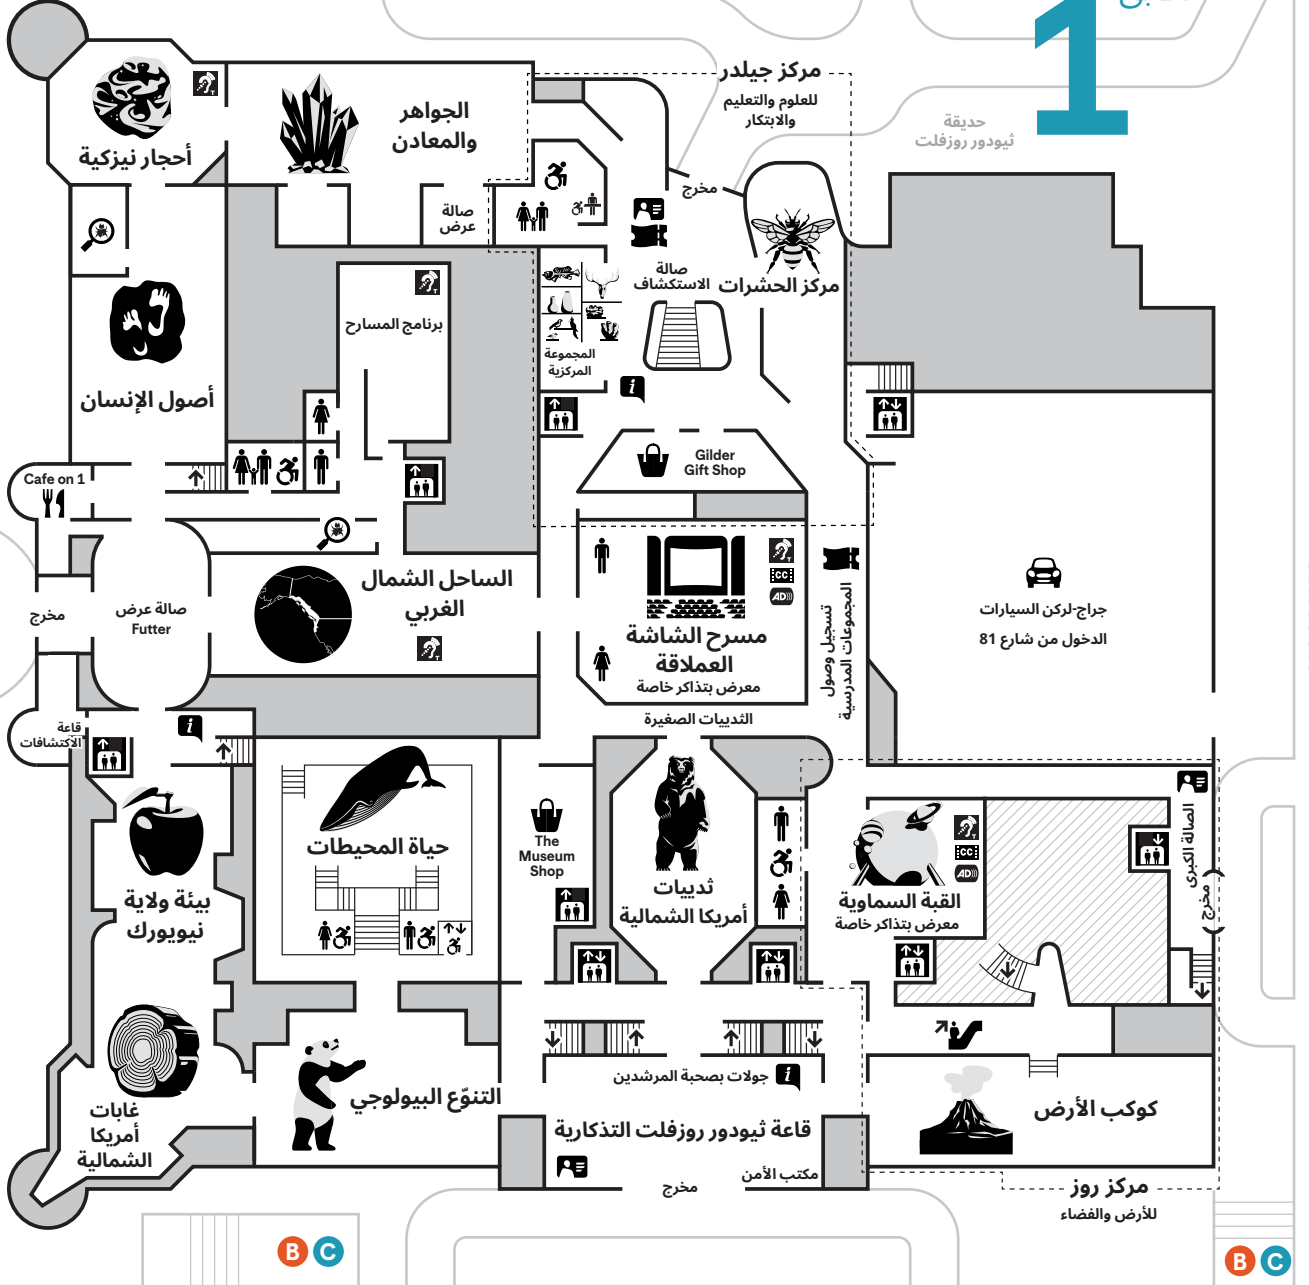 1
مركز جيلدر
للعلوم والتعليم
والابتكار
حديقة
ثيودور روزفلت
الجواهر
والمعادن
أحجار نيزكية
مخرج
صالة
عرض
صالة
الاستكشاف
مركز الحشرات
برنامج المسارح
المجموعة
المركزية
أصول الإنسان
Cafe on 1
Gilder
Gift Shop
الساحل الشمال
الغربي
صالة عرض
Futter
مخرج
CC
AD
مسرح الشاشة
العملاقة
معرض بتذاكر خاصة
تسجيل وصول
المجموعات المدرسية
جراج-لركن السيارات
الدخول من شارع 81
الثدييات الصغيرة
قاعة
الاكتشافات
حياة المحيطات
The
Museum
Shop
ثدييات
أمريكا الشمالية
CC
AD
القبة السماوية
معرض بتذاكر خاصة
الصالة الكبرى
مخرج
بيئة ولاية
نيويورك
غابات
أمريكا
الشمالية
التنوّع البيولوجي
جولات بصحبة المرشدين
قاعة ثيودور روزفلت التذكارية
مكتب الأمن
مخرج
كوكب الأرض
مركز روز
للأرض والفضاء
B C
B C